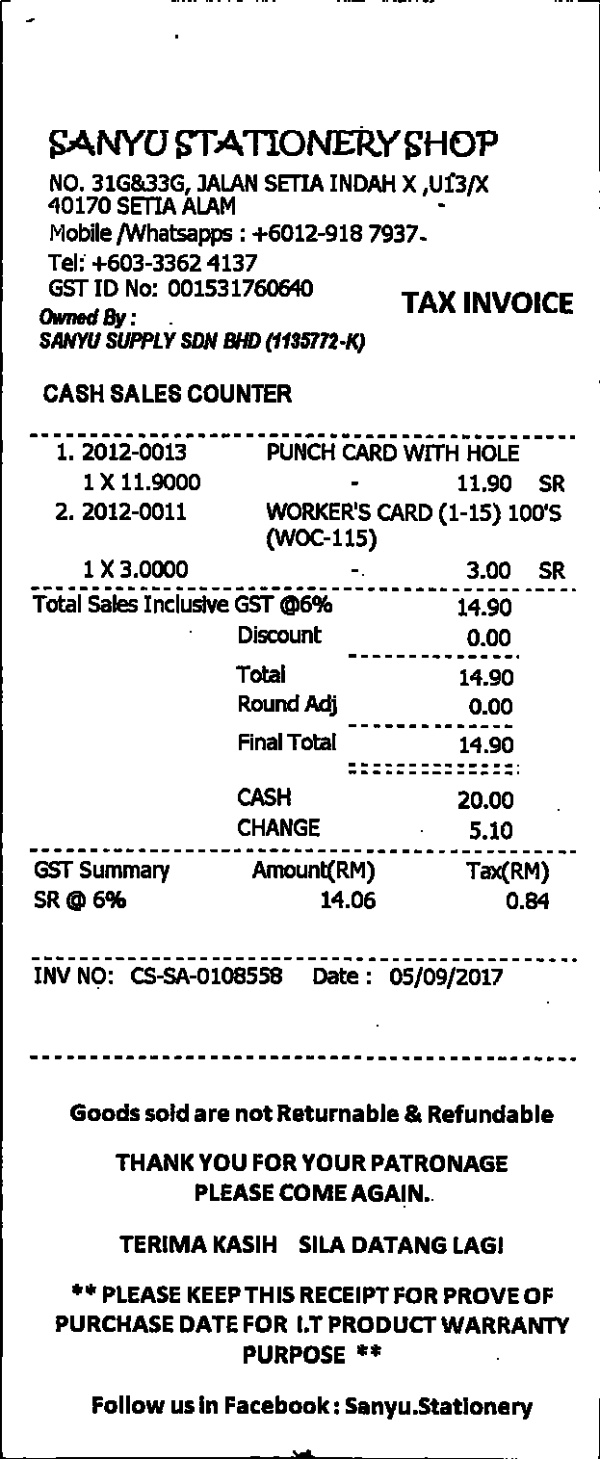 SANYU STATIONERY SHOP
NO. 31G&33G, JALAN SETIA INDAH X ,U13/X
40170 SETIA ALAM
Mobile /Whatsapps : +6012-918 7937
Tel: +603-3362 4137
GST ID No: 001531760640
TAX INVOICE
Owned By :
SANYU SUPPLY SDN BHD (1135772-K)
CASH SALES COUNTER
1. 2012-0013 PUNCH CARD WITH HOLE
1 X 11.9000 - 11.90 SR
2. 2012-0011 WORKER'S CARD (1-15) 100'S
(WOC-115)
1 X 3.0000 - 3.00 SR
Total Sales Inclusive GST @6% 14.90
Discount 0.00
Total 14.90
Round Adj 0.00
Final Total 14.90
CASH 20.00
CHANGE 5.10
GST Summary Amount(RM) Tax(RM)
SR @ 6% 14.06 0.84
INV NO: CS-SA-0108558 Date : 05/09/2017
Goods sold are not Returnable & Refundable
THANK YOU FOR YOUR PATRONAGE
PLEASE COME AGAIN.
TERIMA KASIH SILA DATANG LAGI
** PLEASE KEEP THIS RECEIPT FOR PROVE OF
PURCHASE DATE FOR I.T PRODUCT WARRANTY
PURPOSE **
Follow us in Facebook : Sanyu.Stationery